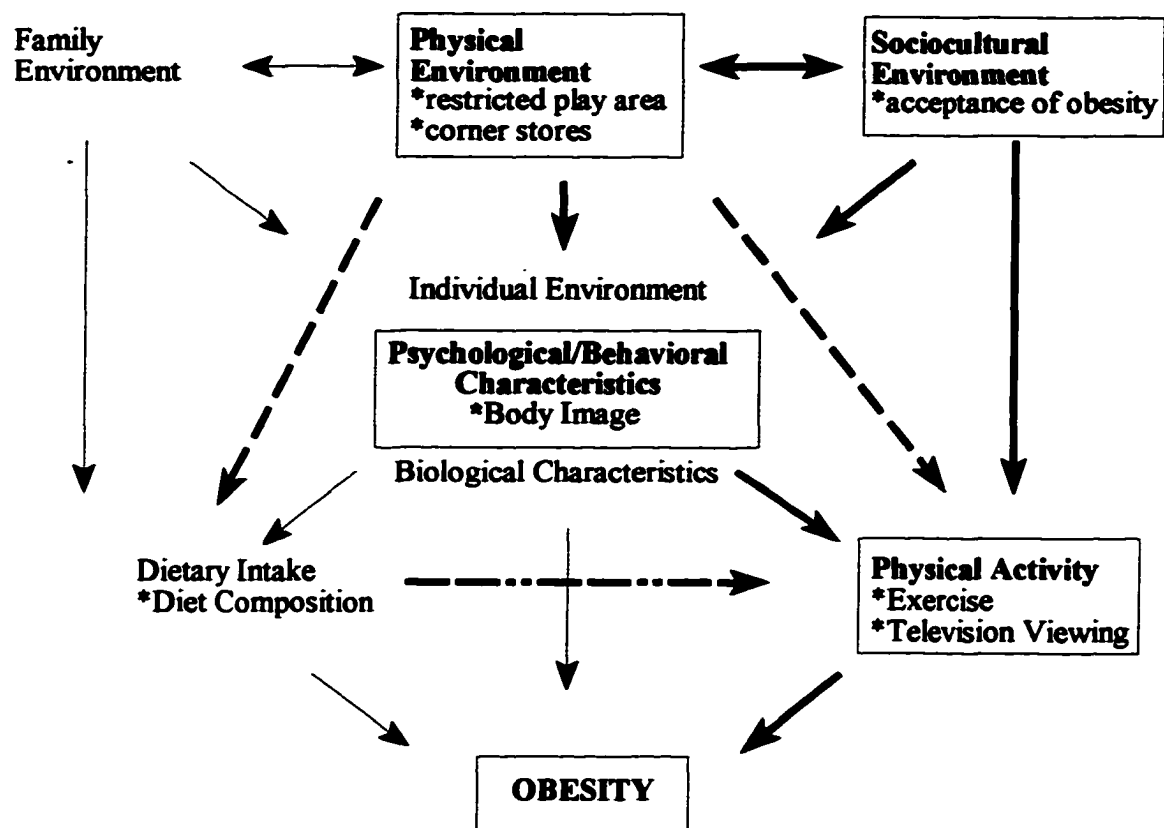 Family
Environment
Physical
Environment
*restricted play area
*corner stores
Sociocultural
Environment
*acceptance of obesity
Individual Environment
Psychological/Behavioral
Characteristics
*Body Image
Biological Characteristics
Dietary Intake
*Diet Composition
Physical Activity
*Exercise
*Television Viewing
OBESITY